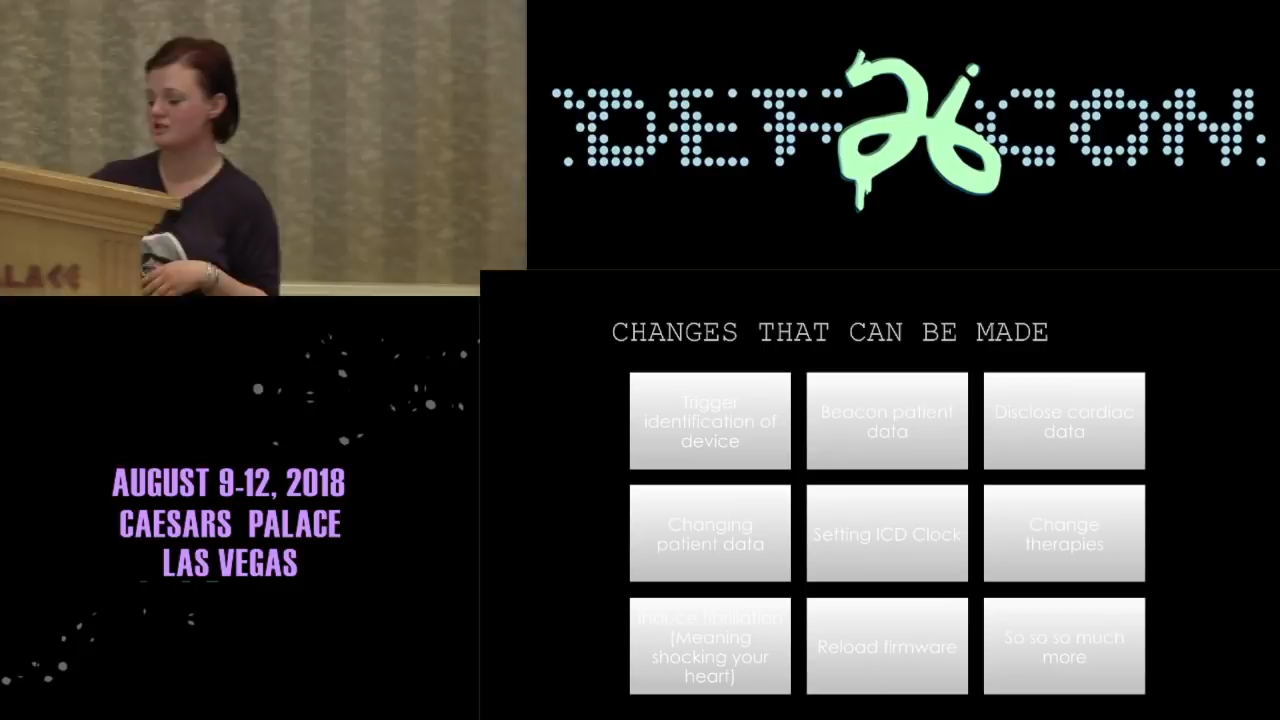 DEF 26 CON
ALACE
CHANGES THAT CAN BE MADE
Trigger
identification of
device
Beacon patient
data
Disclose cardiac
data
Changing
patient data
Setting ICD Clock
Change
therapies
Induce fibrillation
(Meaning
shocking your
heart)
Reload firmware
So so so much
more
AUGUST 9-12, 2018
CAESARS PALACE
LAS VEGAS